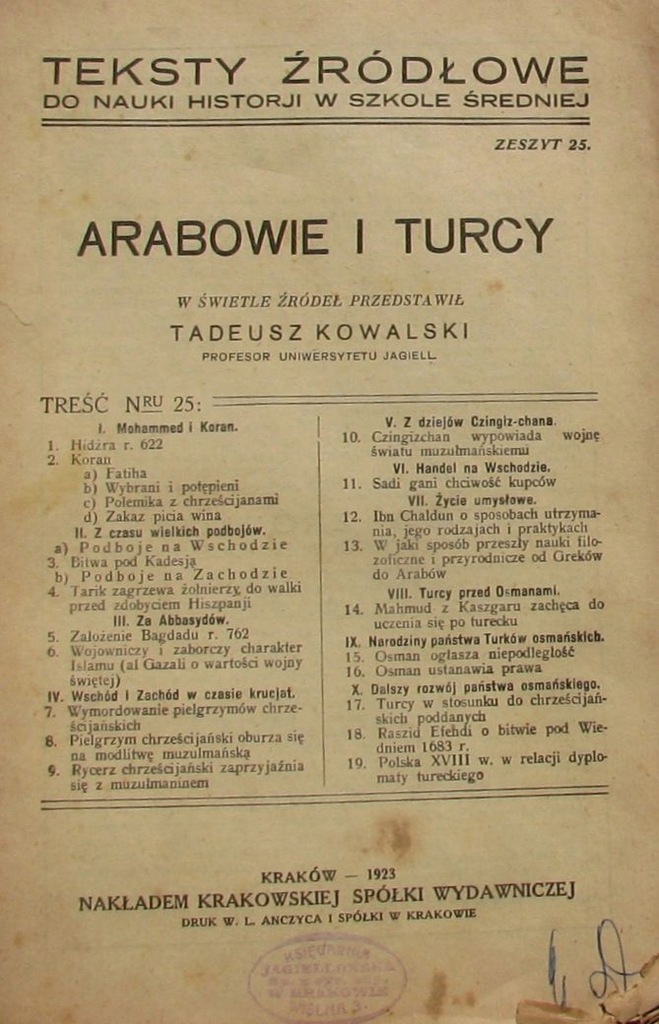 TEKSTY ŹRÓDŁOWE
DO NAUKI HISTORJI W SZKOLE ŚREDNIEJ
ZESZYT 25.
ARABOWIE I TURCY
W ŚWIETLE ŹRÓDEŁ PRZEDSTAWIŁ
TADEUSZ KOWALSKI
PROFESOR UNIWERSYTETU JAGIELL.
TREŚĆ NRU 25:
I. Mohammed i Koran.
1. Hidżra r. 622
2. Koran
a) Fatiha
b) Wybrani i potępieni
c) Polemika z chrześcijanami
d) Zakaz picia wina
II. Z czasu wielkich podbojów.
a) Podboje na Wschodzie
3. Bitwa pod Kadesją
b) Podboje na Zachodzie
4. Tarik zagrzewa żołnierzy do walki
przed zdobyciem Hiszpanji
III. Za Abbasydów.
5. Założenie Bagdadu r. 762
6. Wojowniczy i zaborczy charakter
Islamu (al Gazali o wartości wojny
świętej)
IV. Wschód i Zachód w czasie krucjat.
7. Wymordowanie pielgrzymów chrze-
ścijańskich
8. Pielgrzym chrześcijański oburza się
na modlitwę muzułmańską
9. Rycerz chrześcijański zaprzyjaźnia
się z muzułmaninem
V. Z dziejów Czingiz-chana.
10. Czingizchan wypowiada wojnę
światu muzułmańskiemu
VI. Handel na Wschodzie.
11. Sadi gani chciwość kupców
VII. Życie umysłowe.
12. Ibn Chaldun o sposobach utrzyma-
nia, jego rodzajach i praktykach
13. W jaki sposób przeszły nauki filo-
zoficzne i przyrodnicze od Greków
do Arabów
VIII. Turcy przed Osmanami.
14. Mahmud z Kaszgaru zachęca do
uczenia się po turecku
IX. Narodziny państwa Turków osmańskich.
15. Osman ogłasza niepodległość
16. Osman ustanawia prawa
X. Dalszy rozwój państwa osmańskiego.
17. Turcy w stosunku do chrześcijań-
skich poddanych
18. Raszid Efehdi o bitwie pod Wie-
dniem 1683 r.
19. Polska XVIII w. w relacji dyplo-
maty tureckiego
KRAKÓW — 1923
NAKŁADEM KRAKOWSKIEJ SPÓŁKI WYDAWNICZEJ
DRUK W. L. ANCZYCA I SPÓŁKI W KRAKOWIE
KSIĘGARNIA
JAGIELLOŃSKA
W KRAKOWIE